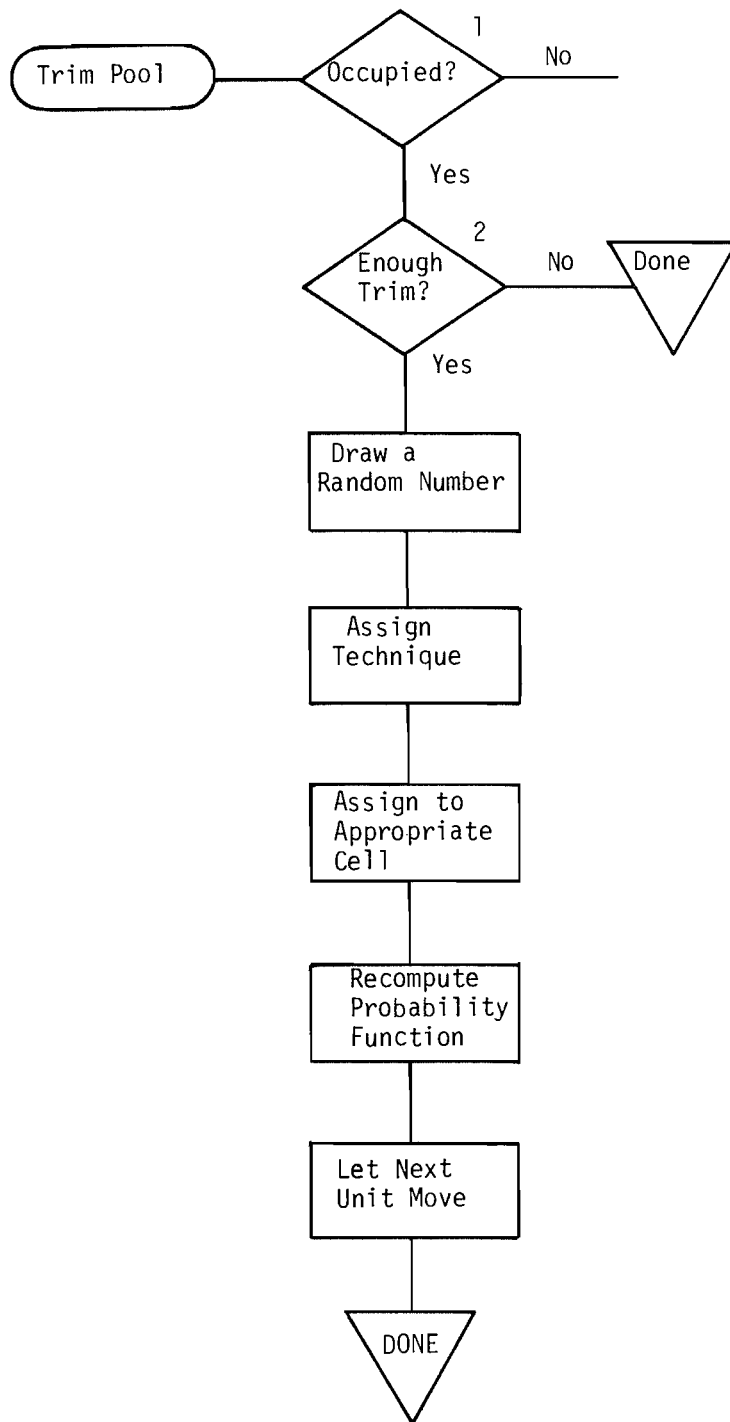 1
Trim Pool
Occupied?
No
Yes
2
Enough
Trim?
No
Done
Yes
Draw a
Random Number
Assign
Technique
Assign to
Appropriate
Cell
Recompute
Probability
Function
Let Next
Unit Move
DONE